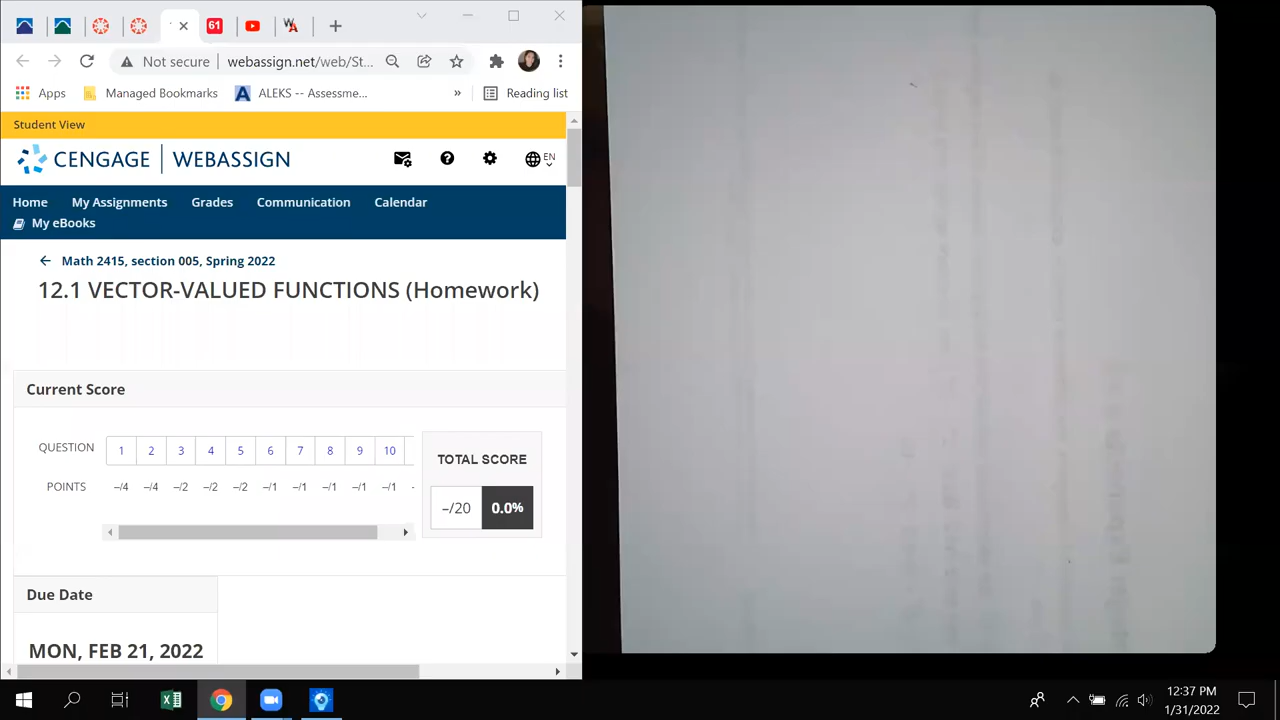 61
Not secure
webassign.net/web/St...
Apps
Managed Bookmarks
ALEKS -- Assessme...
»
Reading list
Student View
CENGAGE | WEBASSIGN
EN
Home
My Assignments
Grades
Communication
Calendar
My eBooks
← Math 2415, section 005, Spring 2022
12.1 VECTOR-VALUED FUNCTIONS (Homework)
Current Score
QUESTION 1 2 3 4 5 6 7 8 9 10
POINTS –/4 –/4 –/2 –/2 –/2 –/1 –/1 –/1 –/1 –/1 -
TOTAL SCORE
–/20 0.0%
Due Date
MON, FEB 21, 2022
12:37 PM
1/31/2022